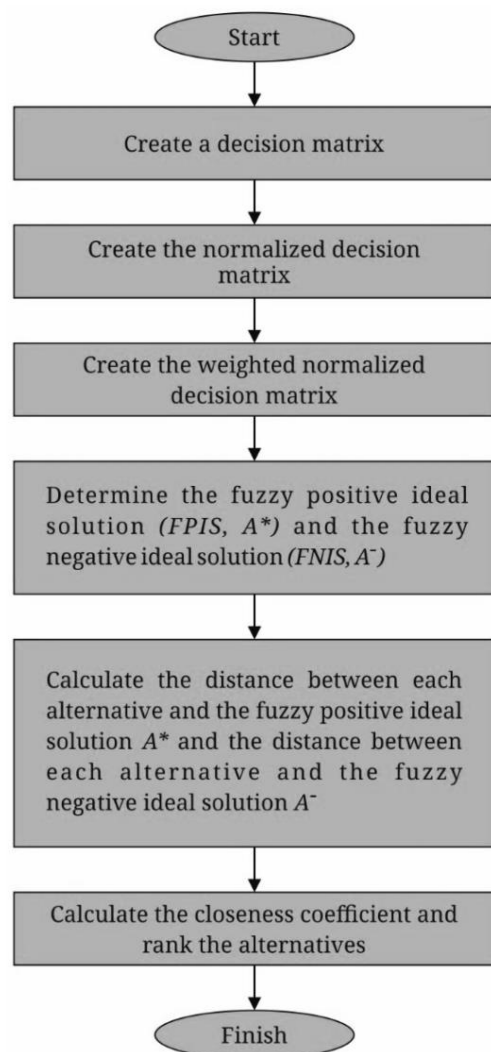 Start
Create a decision matrix
Create the normalized decision
matrix
Create the weighted normalized
decision matrix
Determine the fuzzy positive ideal
solution (FPIS, A*) and the fuzzy
negative ideal solution (FNIS, A⁻)
Calculate the distance between each
alternative and the fuzzy positive ideal
solution A* and the distance between
each alternative and the fuzzy
negative ideal solution A⁻
Calculate the closeness coefficient and
rank the alternatives
Finish